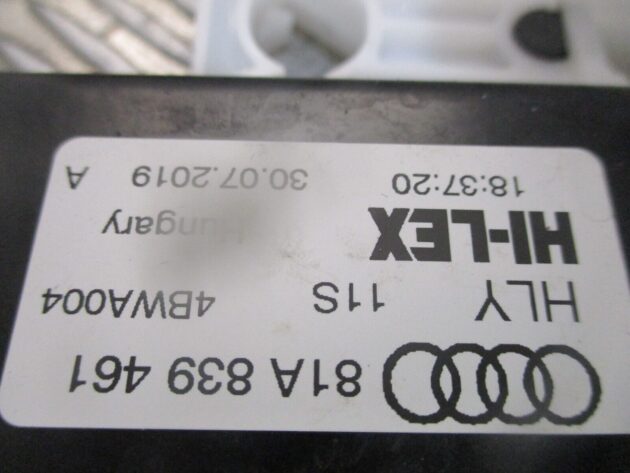 81A 839 461
HLY 11S 4BWA004
HI-LEX Hungary
18:37:20 30.07.2019 A